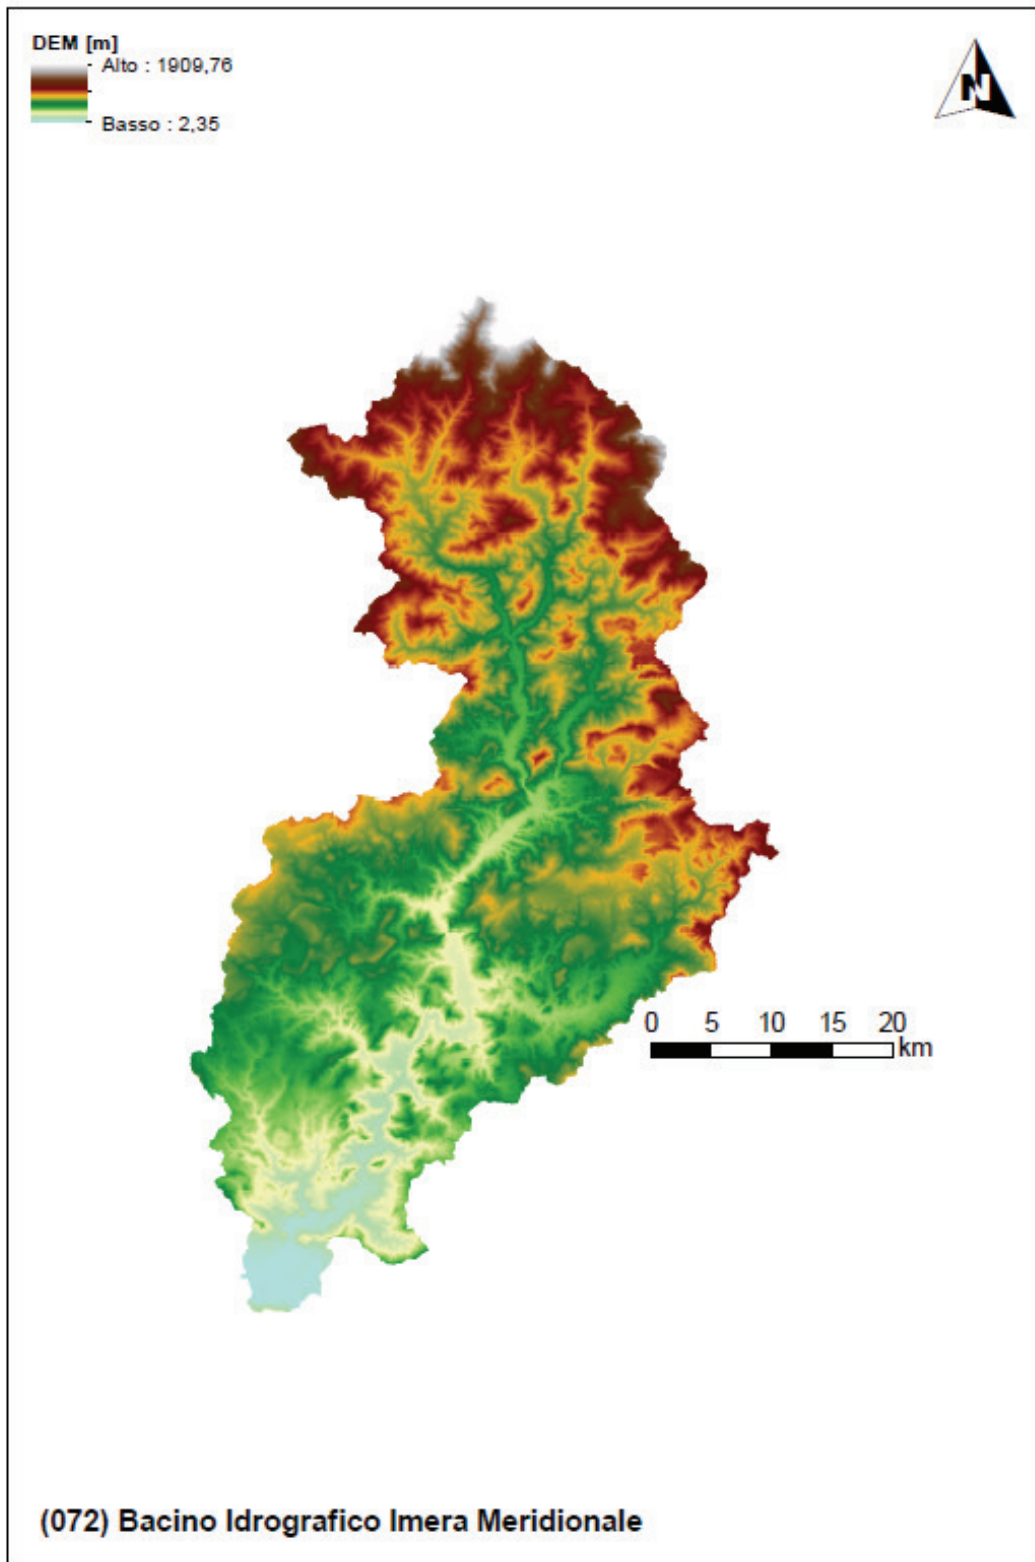 DEM [m]
Alto : 1909,76
Basso : 2,35
N
0 5 10 15 20
km
(072) Bacino Idrografico Imera Meridionale